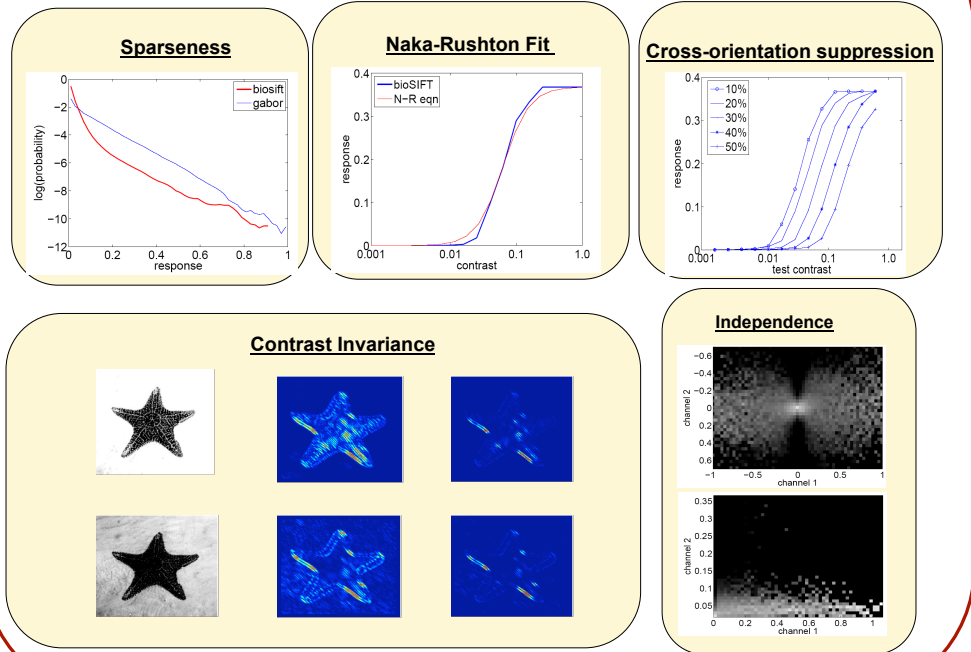 Sparseness
0
−2
−4
−6
−8
−10
−12
log(probability)
biosift
gabor
0 0.2 0.4 0.6 0.8 1
response
Naka-Rushton Fit
0.4
0.3
0.2
0.1
0
response
bioSIFT
N−R eqn
0.001 0.01 0.1 1.0
contrast
Cross-orientation suppression
0.4
0.3
0.2
0.1
0
response
10%
20%
30%
40%
50%
0.001 0.01 0.1 1.0
test contrast
Contrast Invariance
Independence
−0.6
−0.4
−0.2
0
0.2
0.4
0.6
channel 2
−1 −0.5 0 0.5 1
channel 1
0.35
0.3
0.25
0.2
0.15
0.1
0.05
channel 2
0 0.2 0.4 0.6 0.8 1
channel 1